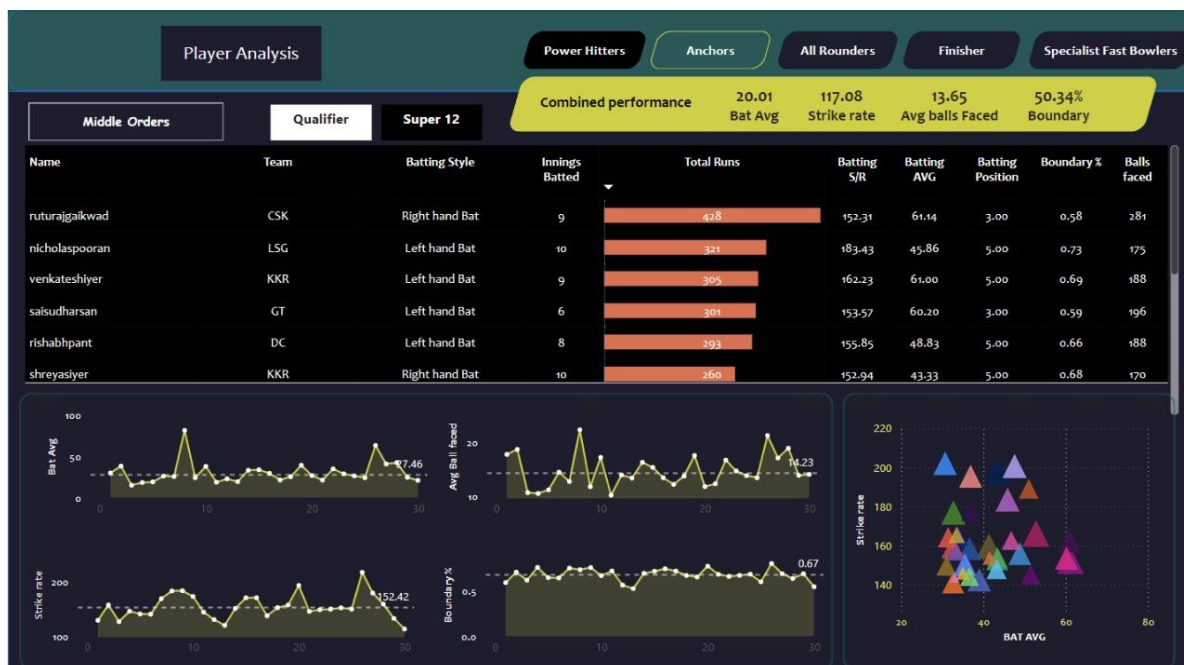 Player Analysis
Power Hitters
Anchors
All Rounders
Finisher
Specialist Fast Bowlers
Combined performance
20.01
Bat Avg
117.08
Strike rate
13.65
Avg balls Faced
50.34%
Boundary
Middle Orders
Qualifier
Super 12
Name Team Batting Style Innings Batted Total Runs Batting S/R Batting AVG Batting Position Boundary % Balls faced
ruturajgaikwad CSK Right hand Bat 9 428 152.31 61.14 3.00 0.58 281
nicholaspooran LSG Left hand Bat 10 321 183.43 45.86 5.00 0.73 175
venkateshiyer KKR Left hand Bat 9 305 162.23 61.00 5.00 0.69 188
saisudharsan GT Left hand Bat 6 301 153.57 60.20 3.00 0.59 196
rishabhpant DC Left hand Bat 8 293 155.85 48.83 5.00 0.66 188
shreyasiyer KKR Right hand Bat 10 260 152.94 43.33 5.00 0.68 170
Bat Avg
100
50
0
27.46
0 10 20 30
Avg Ball faced
20
10
14.23
0 10 20 30
Strike rate
200
100
152.42
0 10 20 30
Boundary%
0.5
0.0
0.67
0 10 20 30
Strike rate
220
200
180
160
140
20 40 60 80
BAT AVG